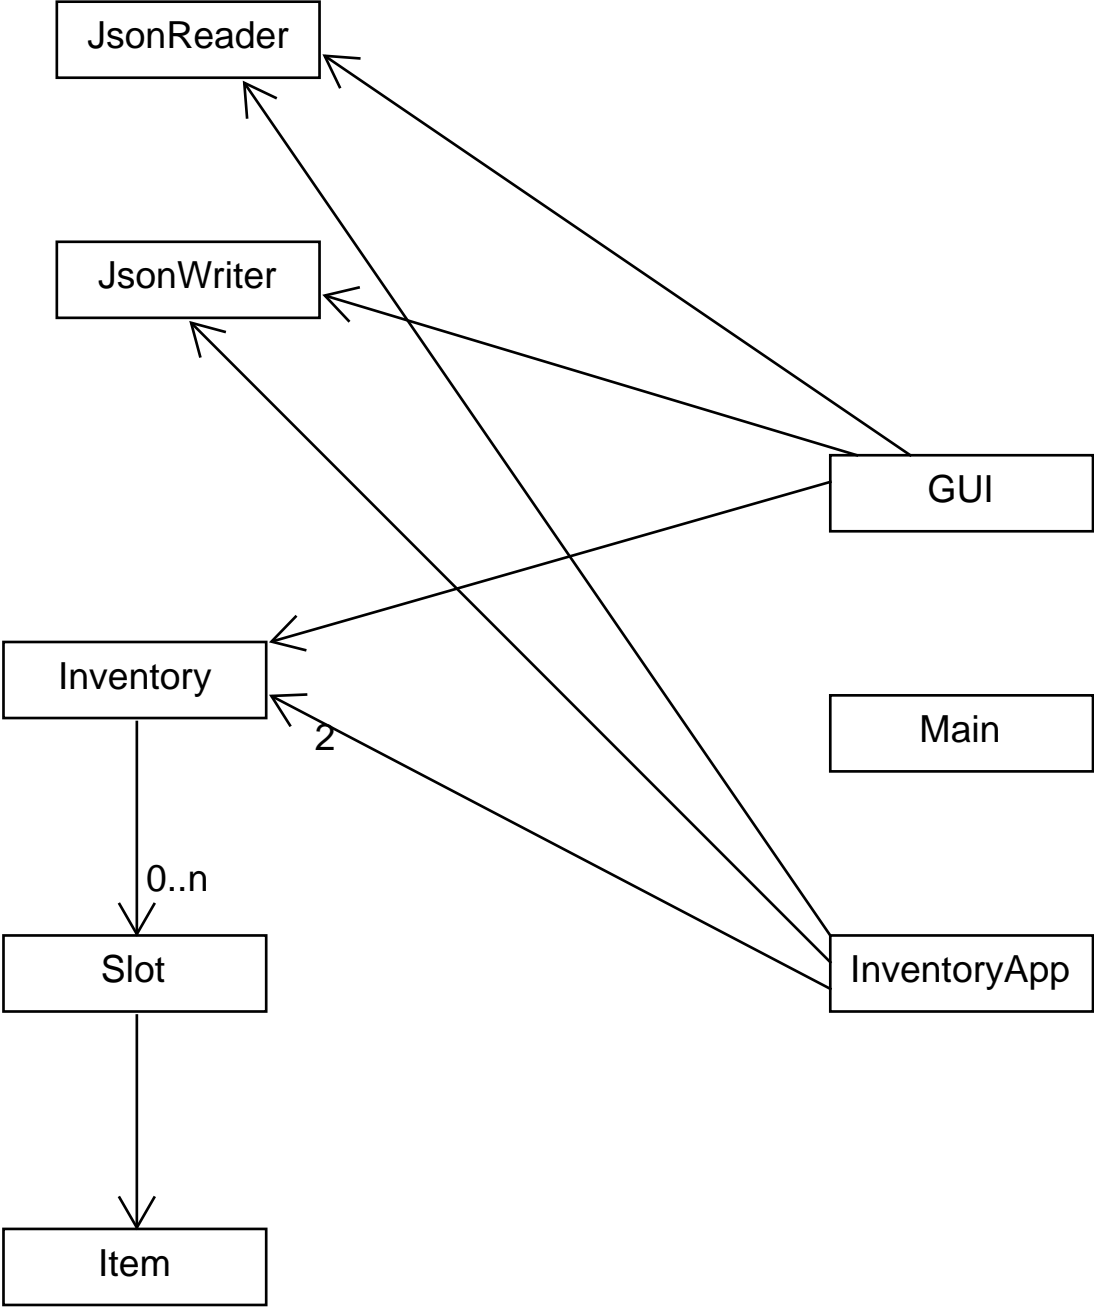 JsonReader
JsonWriter
GUI
Inventory
Main
2
0..n
Slot
InventoryApp
Item